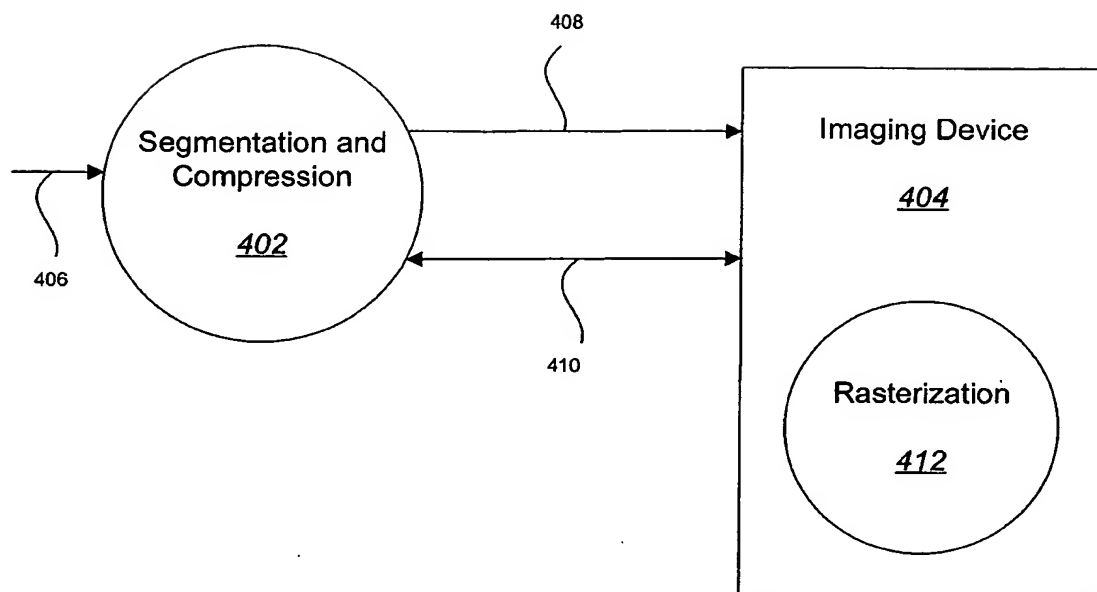 408
Segmentation and
Compression
402
406
410
Imaging Device
404
Rasterization
412